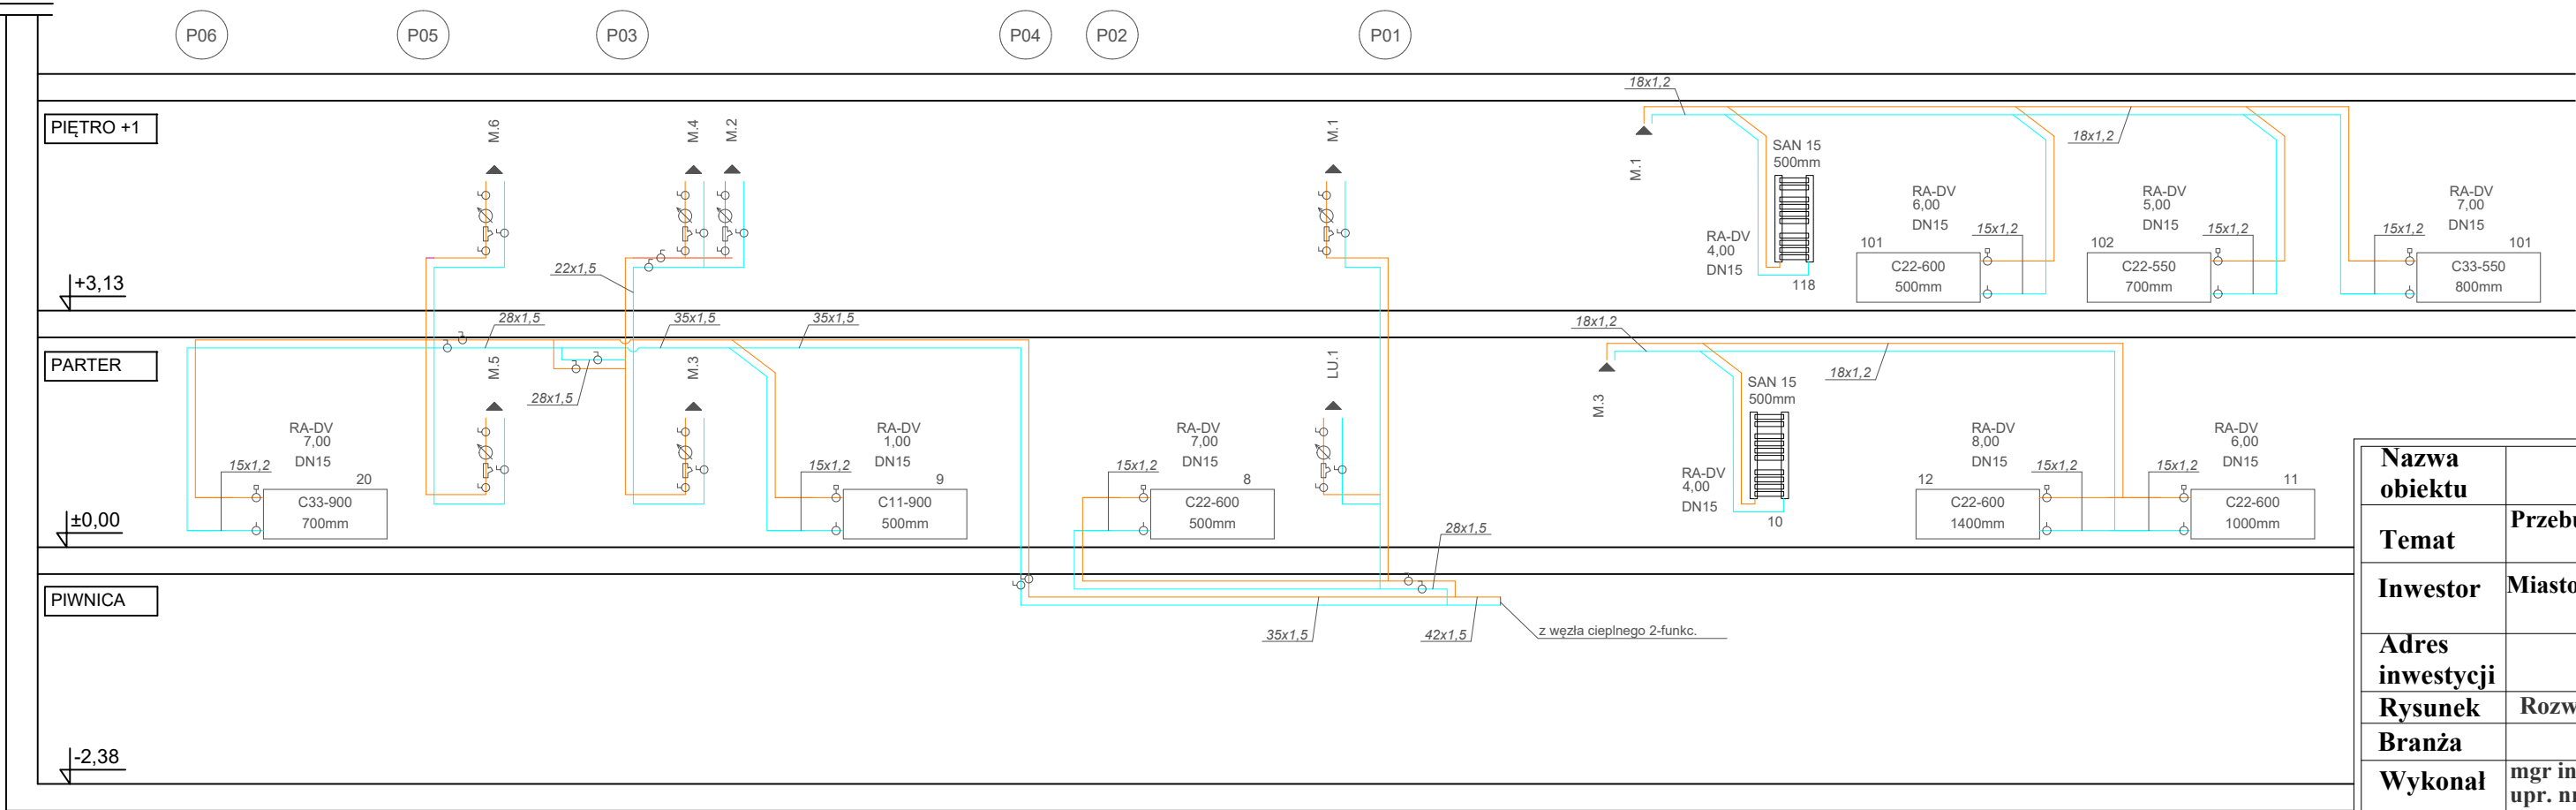 P06
P05
P03
P04
P02
P01
PIĘTRO +1
M.6
M.4
M.2
M.1
18x1,2
M.1
SAN 15
500mm
RA-DV
4,00
DN15
118
18x1,2
RA-DV
6,00
DN15
15x1,2
101
C22-600
500mm
RA-DV
5,00
DN15
15x1,2
102
C22-550
700mm
RA-DV
7,00
DN15
15x1,2
101
C33-550
800mm
22x1,5
+3,13
28x1,5
35x1,5
35x1,5
18x1,2
PARTER
M.5
M.3
LU.1
28x1,5
M.3
SAN 15
500mm
RA-DV
4,00
DN15
10
18x1,2
RA-DV
7,00
DN15
15x1,2
20
C33-900
700mm
RA-DV
1,00
DN15
15x1,2
9
C11-900
500mm
RA-DV
7,00
DN15
15x1,2
8
C22-600
500mm
RA-DV
8,00
DN15
15x1,2
12
C22-600
1400mm
RA-DV
6,00
DN15
15x1,2
11
C22-600
1000mm
±0,00
28x1,5
PIWNICA
35x1,5
42x1,5
z węzła cieplnego 2-funkc.
-2,38
Nazwa
obiektu
Temat
Przebu
Inwestor
Miasto
Adres
inwestycji
Rysunek
Rozw
Branża
Wykonał
mgr in
upr. nr